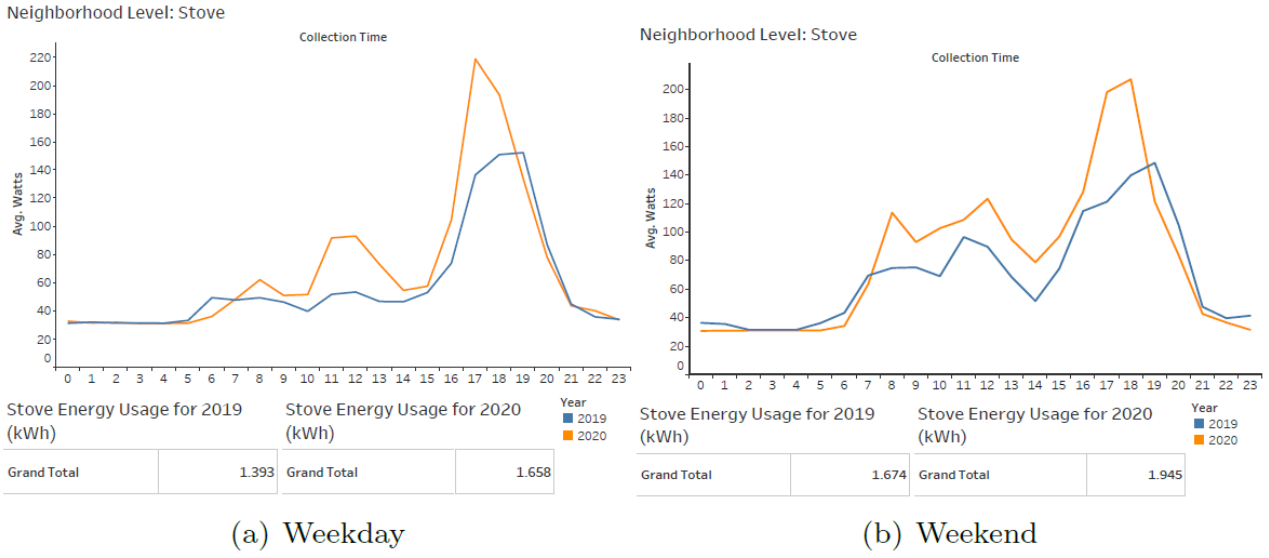 Neighborhood Level: Stove
Collection Time
Avg. Watts
220
200
180
160
140
120
100
80
60
40
20
0
0 1 2 3 4 5 6 7 8 9 10 11 12 13 14 15 16 17 18 19 20 21 22 23
Stove Energy Usage for 2019
(kWh)
Grand Total 1.393
Stove Energy Usage for 2020
(kWh)
Grand Total 1.658
Year
2019
2020
(a) Weekday
Neighborhood Level: Stove
Collection Time
Avg. Watts
200
180
160
140
120
100
80
60
40
20
0
0 1 2 3 4 5 6 7 8 9 10 11 12 13 14 15 16 17 18 19 20 21 22 23
Stove Energy Usage for 2019
(kWh)
Grand Total 1.674
Stove Energy Usage for 2020
(kWh)
Grand Total 1.945
Year
2019
2020
(b) Weekend